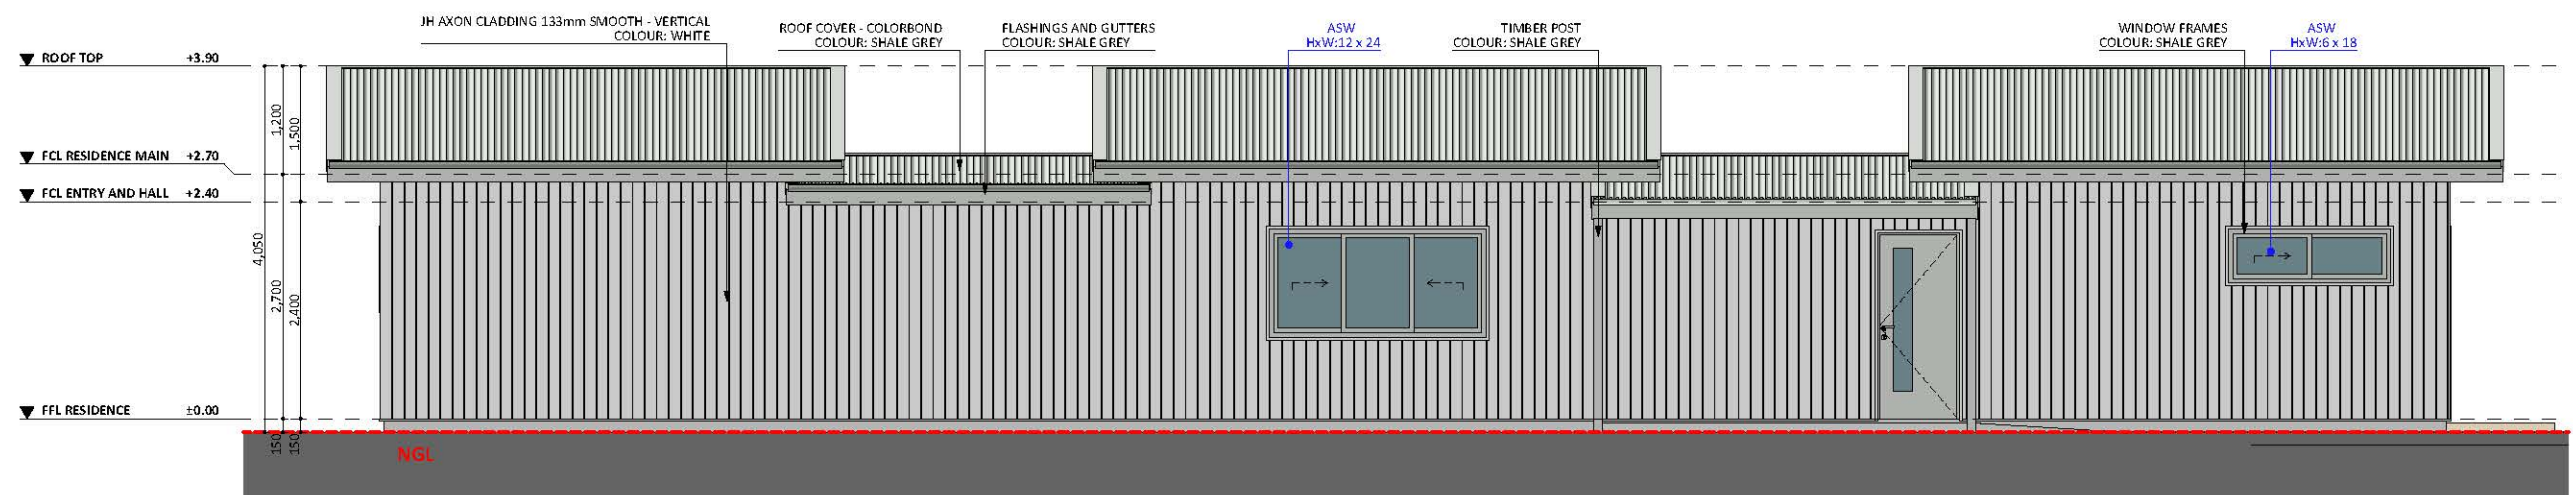 JH AXON CLADDING 133mm SMOOTH - VERTICAL
COLOUR: WHITE
ROOF COVER - COLORBOND
COLOUR: SHALE GREY
FLASHINGS AND GUTTERS
COLOUR: SHALE GREY
ASW
HxW:12 x 24
TIMBER POST
COLOUR: SHALE GREY
WINDOW FRAMES
COLOUR: SHALE GREY
ASW
HxW:6 x 18
ROOF TOP +3.90
FCL RESIDENCE MAIN +2.70
FCL ENTRY AND HALL +2.40
FFL RESIDENCE ±0.00
4,050
1,200
2,700
150
1,500
2,400
150
NGL